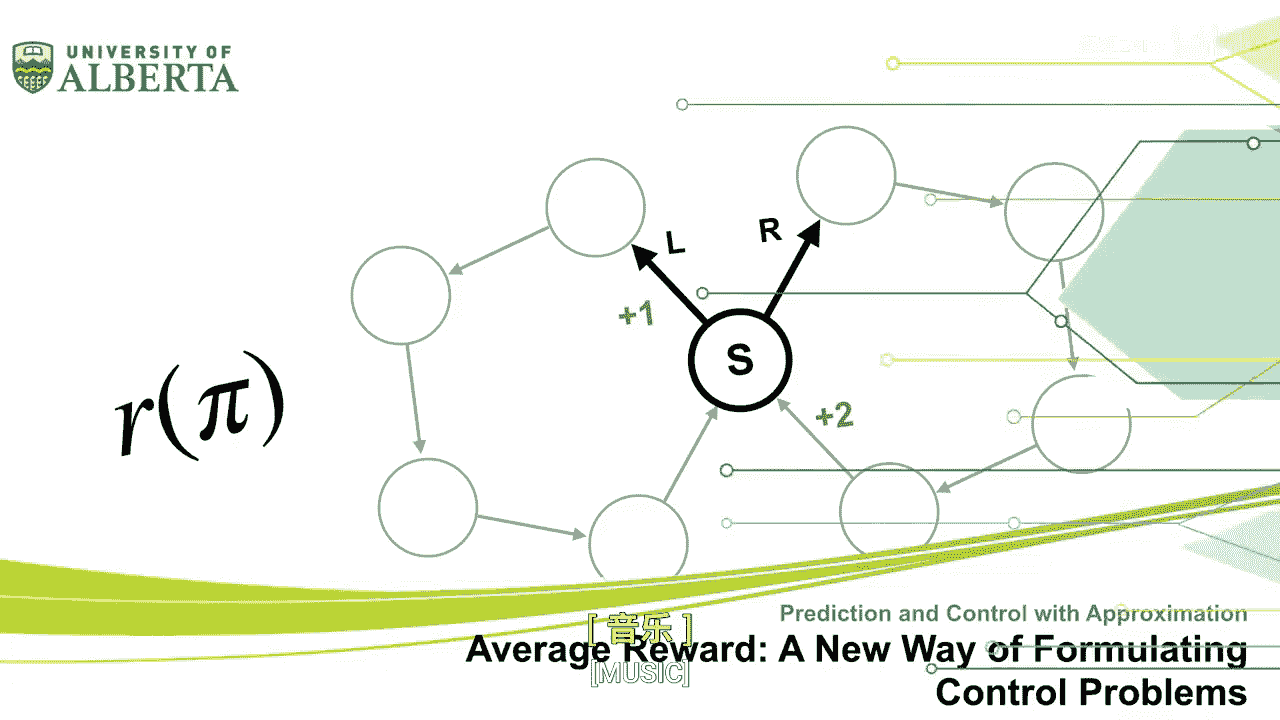 UNIVERSITY OF
ALBERTA
L
R
+1
S
+2
r(π)
Prediction and Control with Approximation
Average Reward: A New Way of Formulating
Control Problems
[ 音乐 ]
[MUSIC]